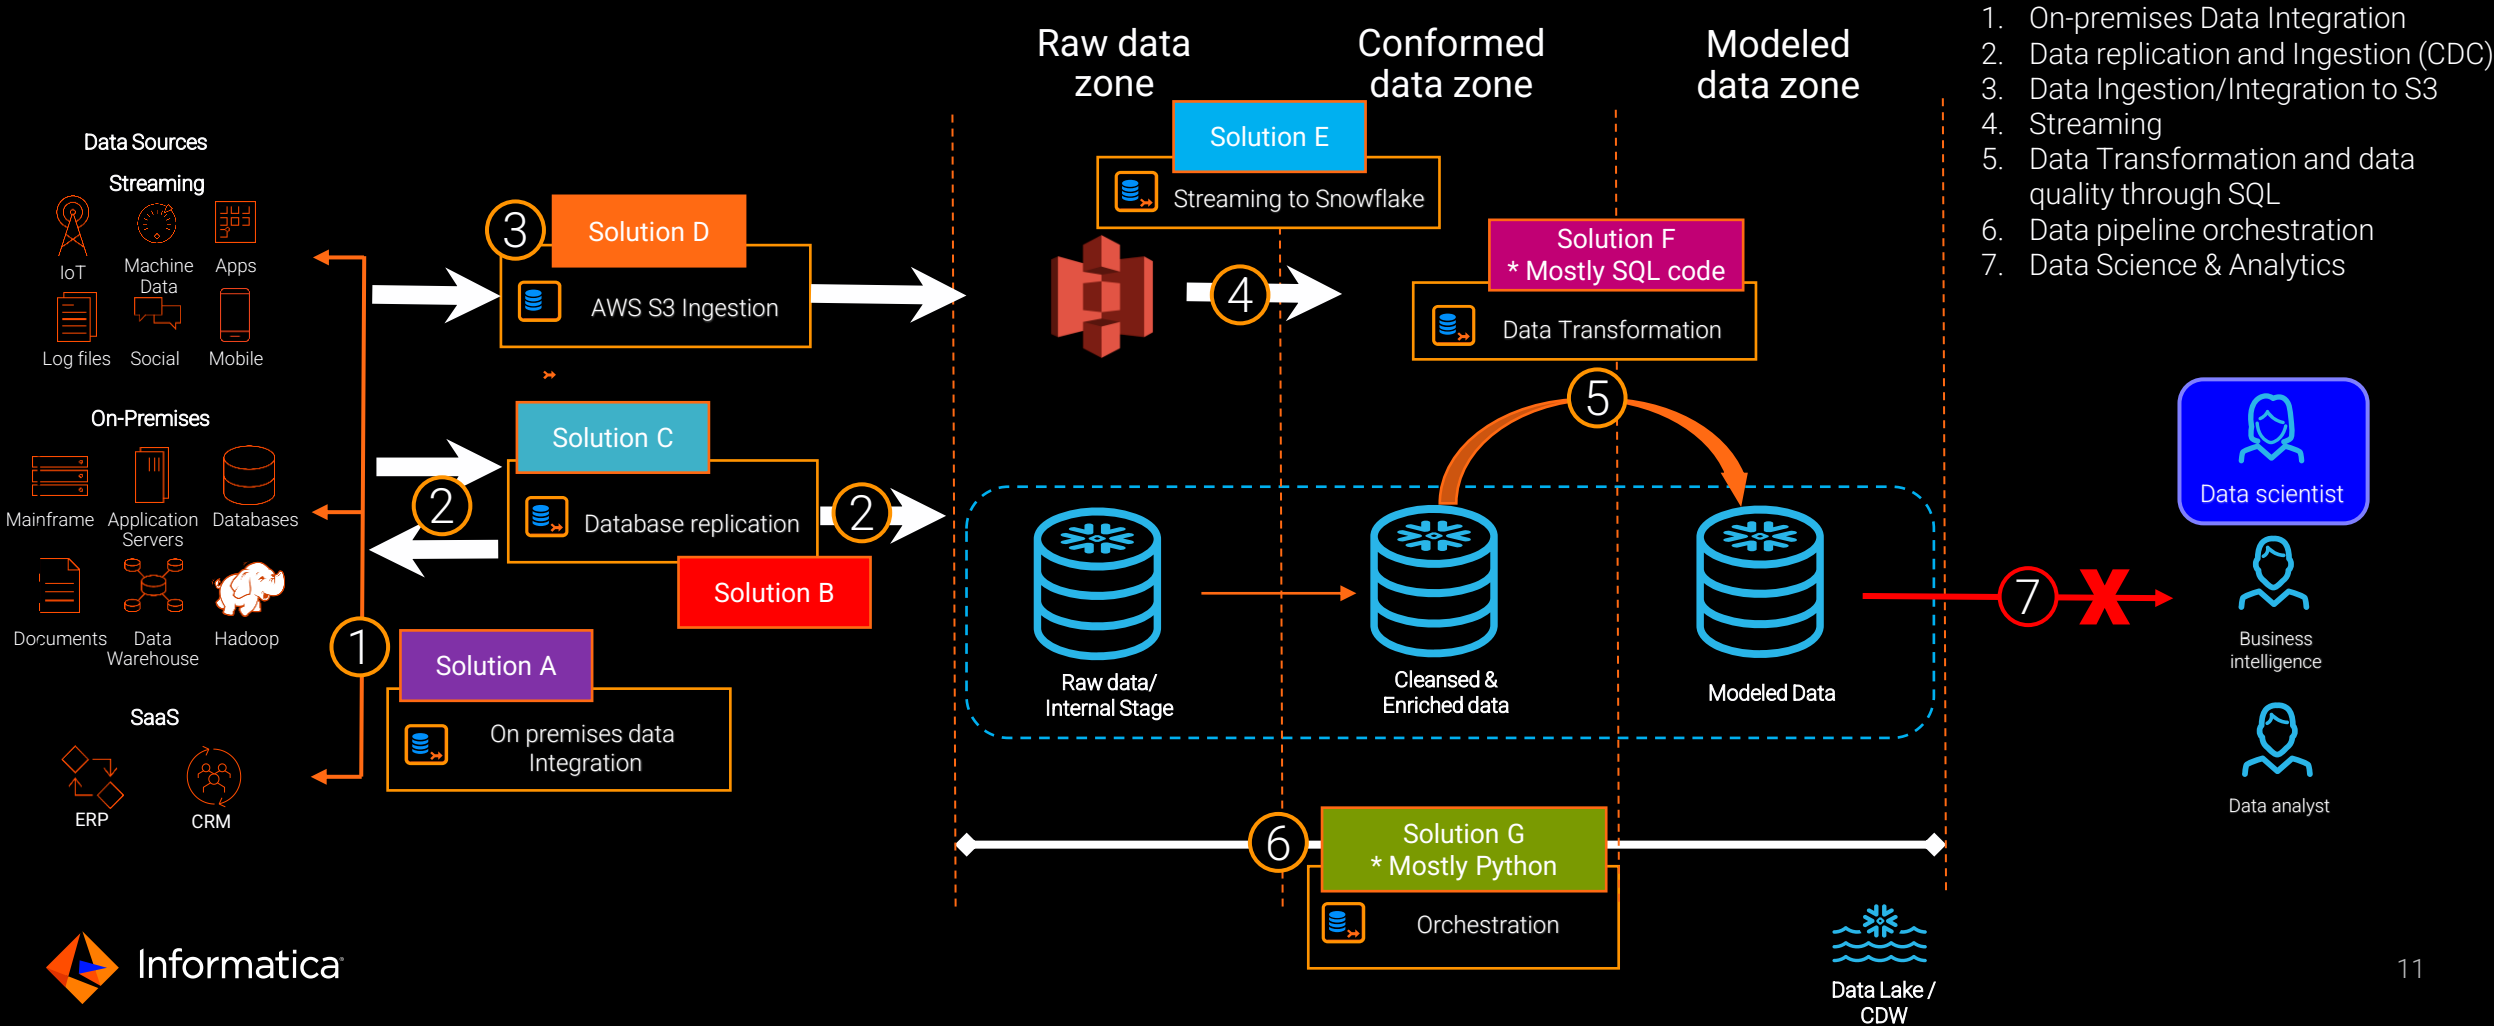 Raw data
zone
Conformed
data zone
Modeled
data zone
1. On-premises Data Integration
2. Data replication and Ingestion (CDC)
3. Data Ingestion/Integration to S3
4. Streaming
5. Data Transformation and data
quality through SQL
6. Data pipeline orchestration
7. Data Science & Analytics
Data Sources
Streaming
IoT
Machine
Data
Apps
Log files
Social
Mobile
On-Premises
Mainframe
Application
Servers
Databases
Documents
Data
Warehouse
Hadoop
SaaS
ERP
CRM
3
Solution D
AWS S3 Ingestion
Solution C
2
Database replication
2
Solution B
1
Solution A
On premises data
Integration
Solution E
Streaming to Snowflake
4
Solution F
* Mostly SQL code
Data Transformation
5
Raw data/
Internal Stage
Cleansed &
Enriched data
Modeled Data
7
X
Data scientist
Business
intelligence
Data analyst
6
Solution G
* Mostly Python
Orchestration
Data Lake /
CDW
Informatica
11